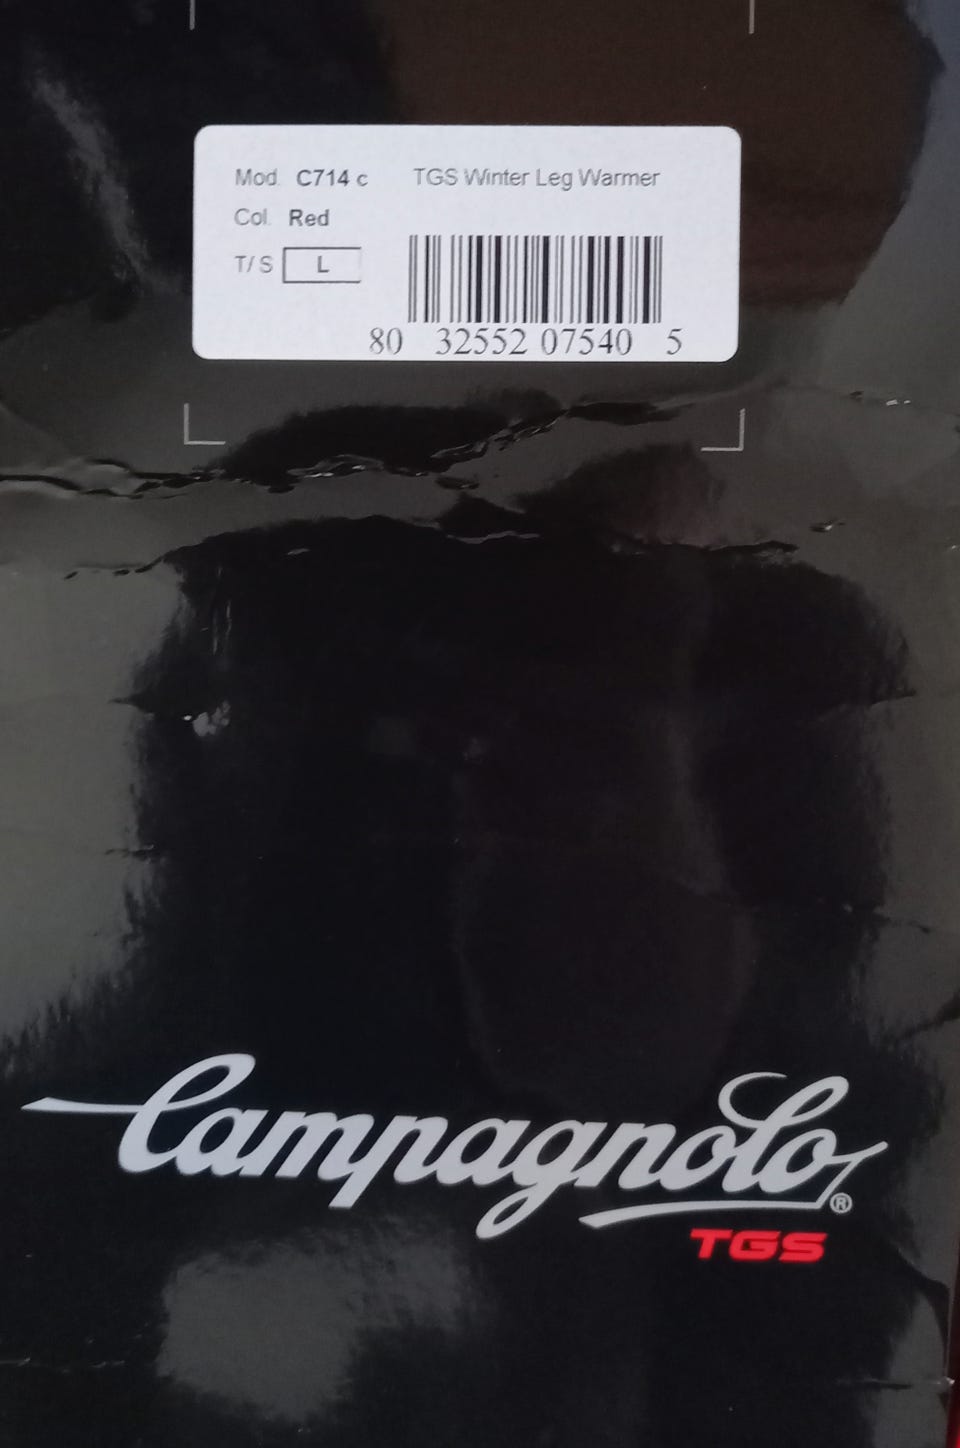 Mod. C714 c TGS Winter Leg Warmer
Col. Red
T/S L
80 32552 07540 5
Campagnolo®
TGS